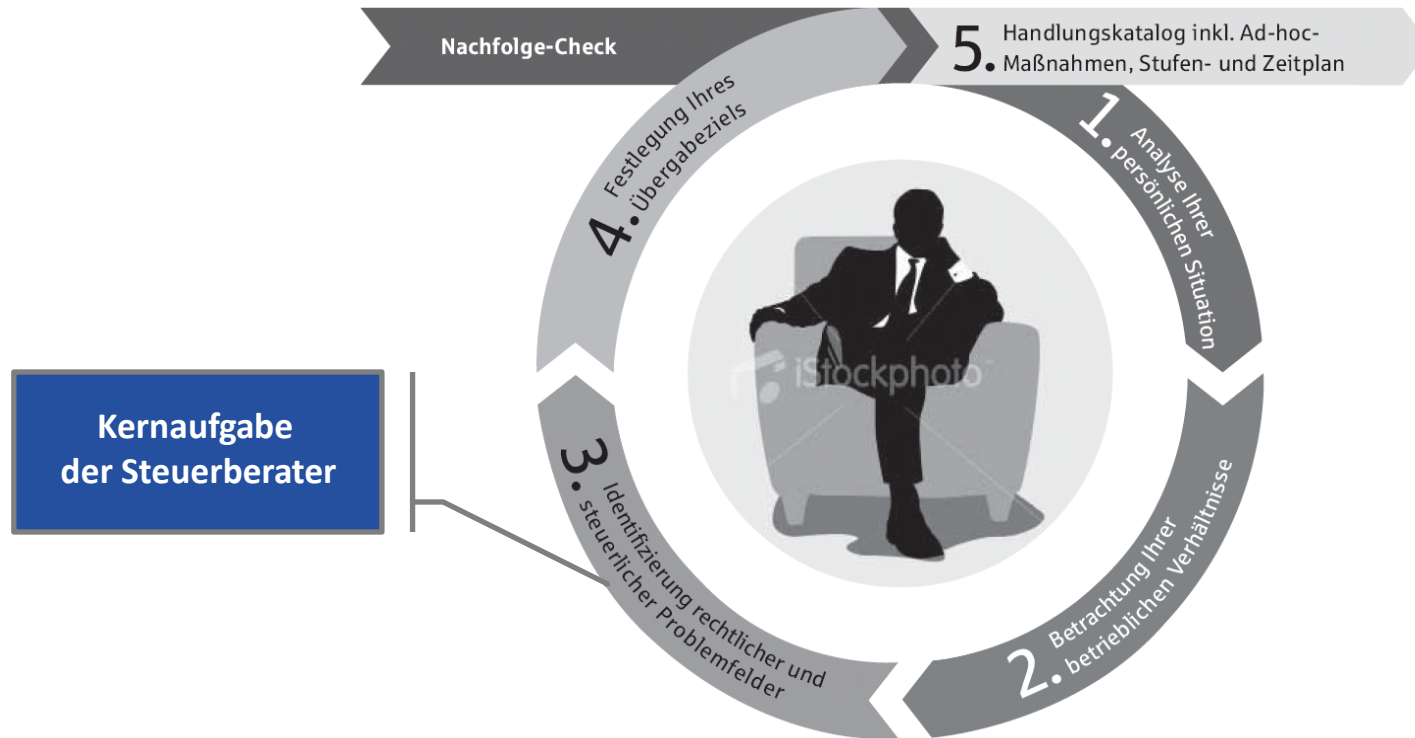 Nachfolge-Check
5. Handlungskatalog inkl. Ad-hoc-
Maßnahmen, Stufen- und Zeitplan
1. Analyse Ihrer
persönlichen Situation
2. Betrachtung Ihrer
betrieblichen Verhältnisse
3. Identifizierung rechtlicher und
steuerlicher Problemfelder
4. Festlegung Ihres
Übergabeziels
Kernaufgabe
der Steuerberater
iStockphoto